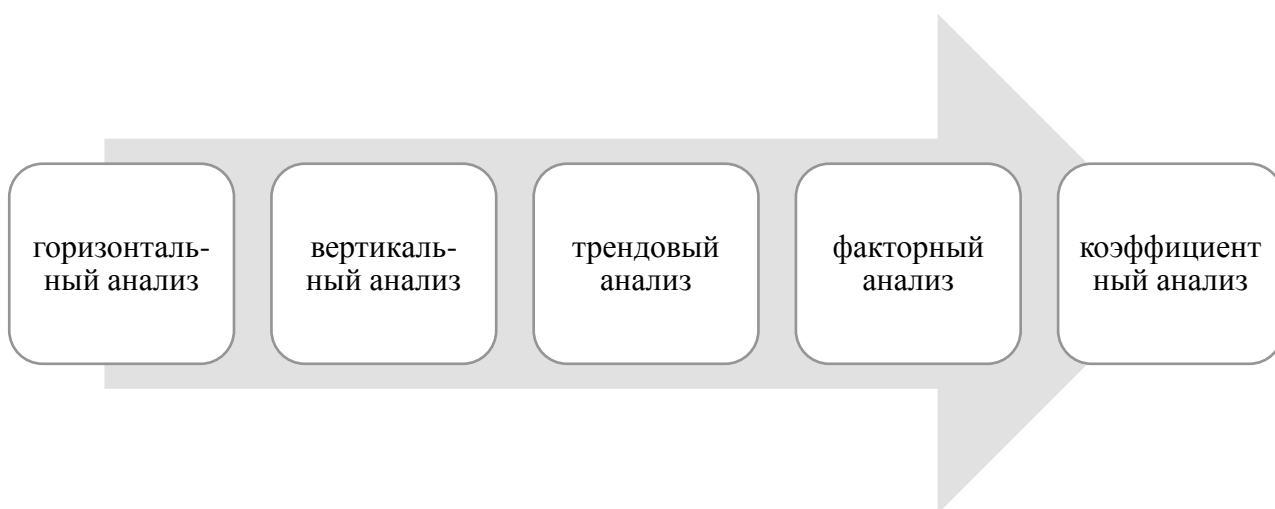 горизонталь-
ный анализ
вертикаль-
ный анализ
трендовый
анализ
факторный
анализ
коэффициент
ный анализ